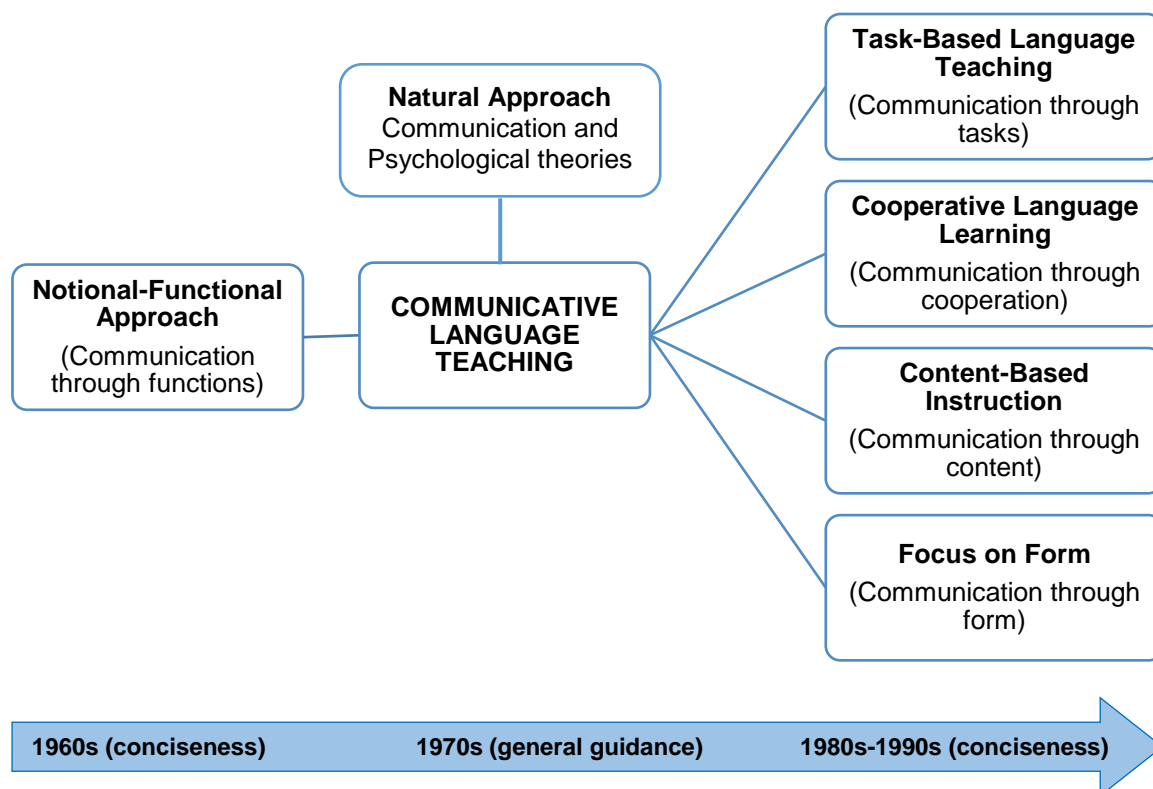 Notional-Functional
Approach
(Communication
through functions)
Natural Approach
Communication and
Psychological theories
COMMUNICATIVE
LANGUAGE
TEACHING
Task-Based Language
Teaching
(Communication through
tasks)
Cooperative Language
Learning
(Communication through
cooperation)
Content-Based
Instruction
(Communication through
content)
Focus on Form
(Communication through
form)
1960s (conciseness)
1970s (general guidance)
1980s-1990s (conciseness)